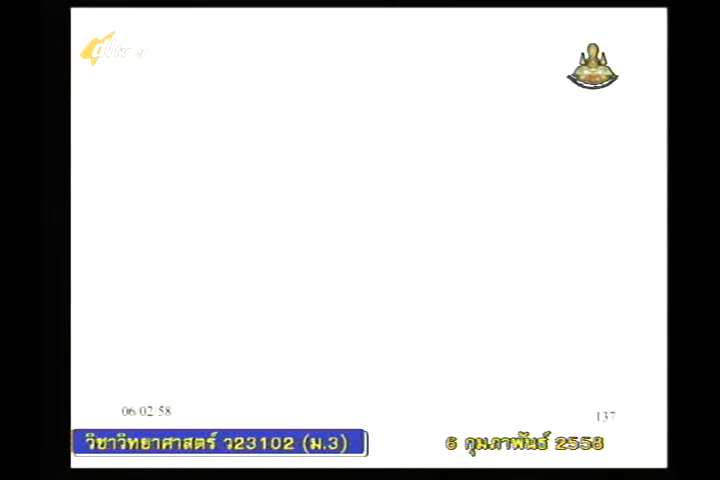 06/02/58
137
วิชาวิทยาศาสตร์ ว23102 (ม.3)
6 กุมภาพันธ์ 2558